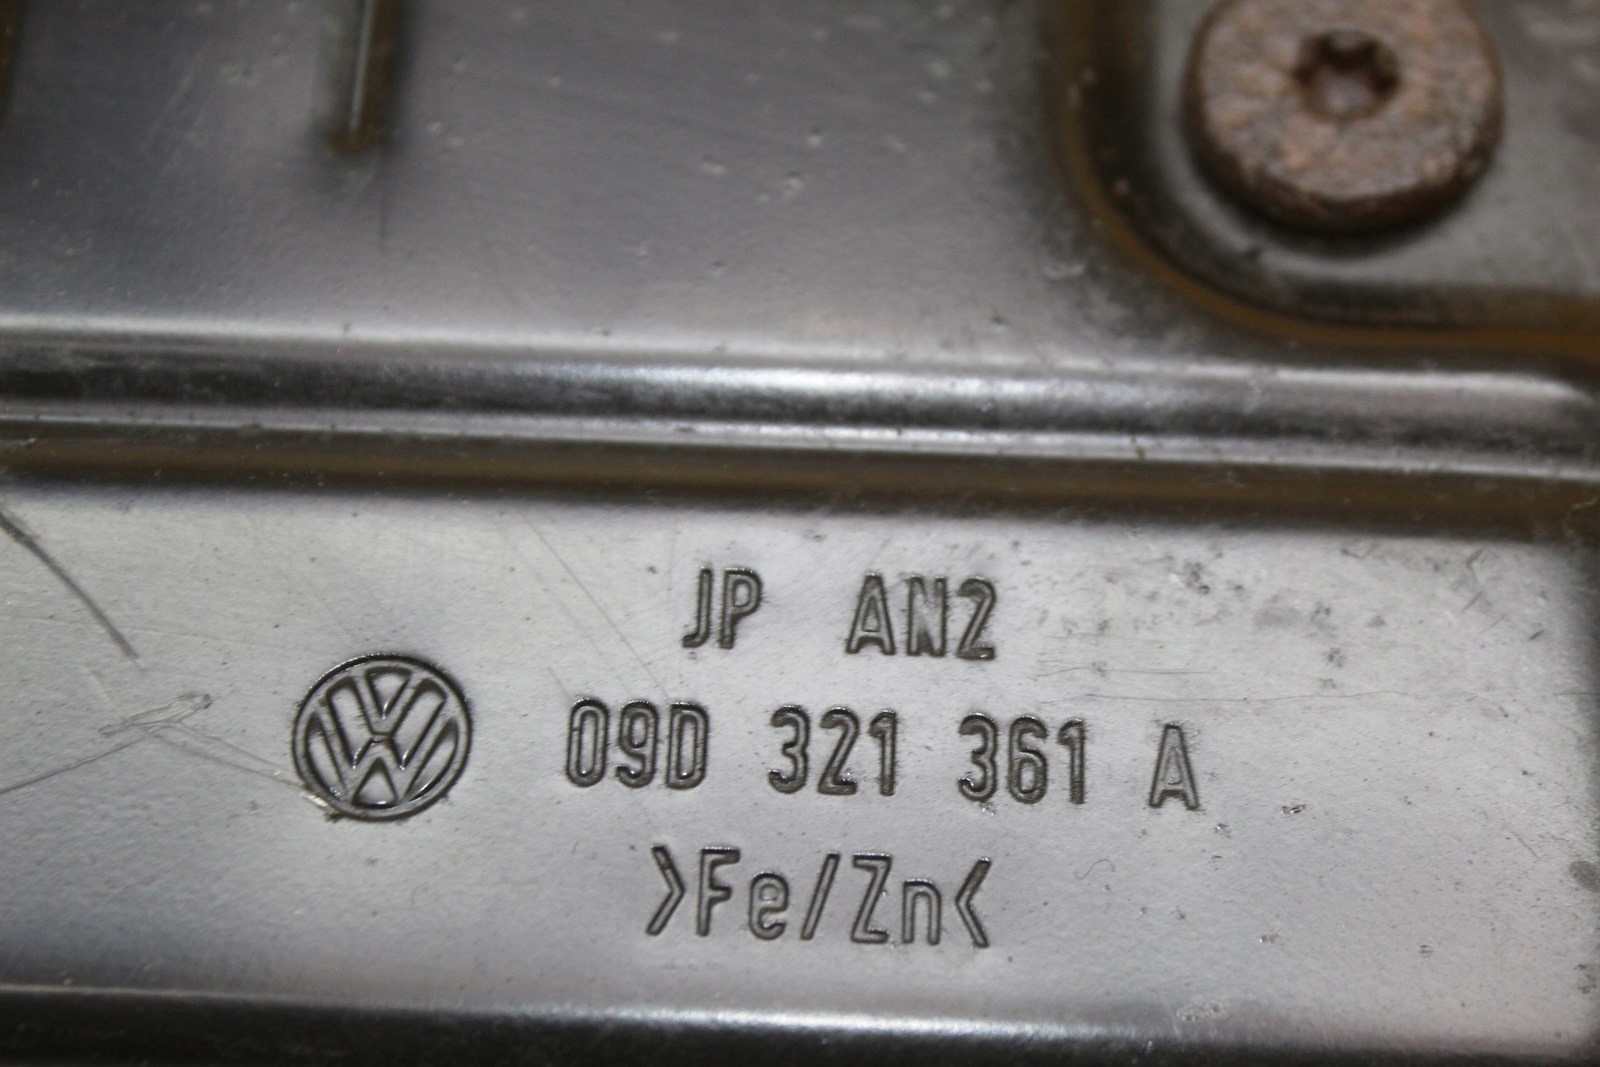 JP AN2
09D 321 361 A
>Fe/Zn<